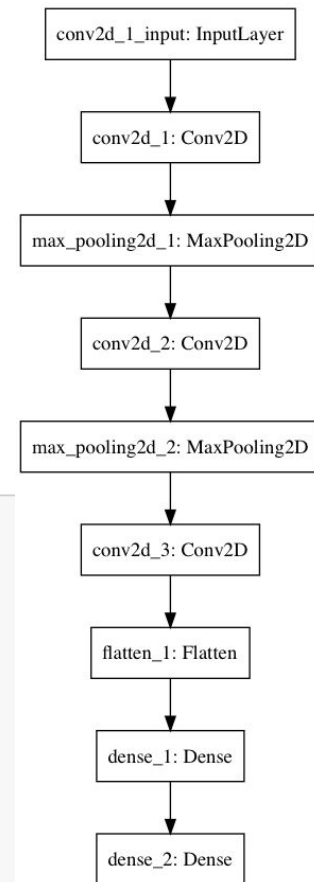 conv2d_1_input: InputLayer
conv2d_1: Conv2D
max_pooling2d_1: MaxPooling2D
conv2d_2: Conv2D
max_pooling2d_2: MaxPooling2D
conv2d_3: Conv2D
flatten_1: Flatten
dense_1: Dense
dense_2: Dense